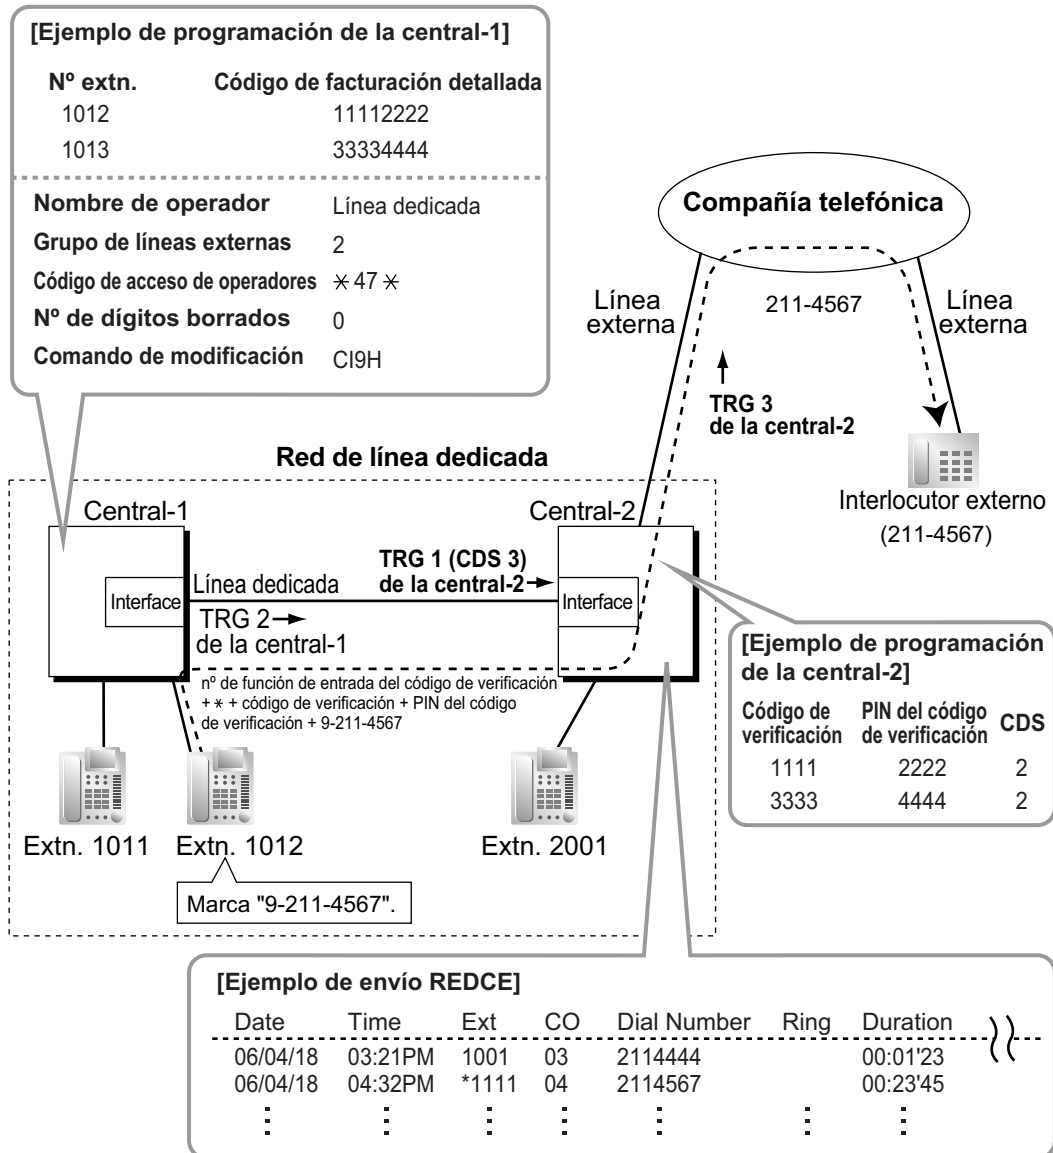 [Ejemplo de programación de la central-1]
Nº extn. Código de facturación detallada
1012 11112222
1013 33334444
Nombre de operador Línea dedicada
Grupo de líneas externas 2
Código de acceso de operadores ✳47✳
Nº de dígitos borrados 0
Comando de modificación CI9H
Compañía telefónica
Línea
externa
211-4567
Línea
externa
TRG 3
de la central-2
Interlocutor externo
(211-4567)
Red de línea dedicada
Central-1
Central-2
Interface
Línea dedicada
TRG 1 (CDS 3)
de la central-2
Interface
TRG 2
de la central-1
nº de función de entrada del código de verificación
+ ✳ + código de verificación + PIN del código
de verificación + 9-211-4567
[Ejemplo de programación
de la central-2]
Código de
verificación
PIN del código
de verificación
CDS
1111 2222 2
3333 4444 2
Extn. 1011
Extn. 1012
Extn. 2001
Marca "9-211-4567".
[Ejemplo de envío REDCE]
Date Time Ext CO Dial Number Ring Duration
06/04/18 03:21PM 1001 03 2114444 00:01'23
06/04/18 04:32PM *1111 04 2114567 00:23'45